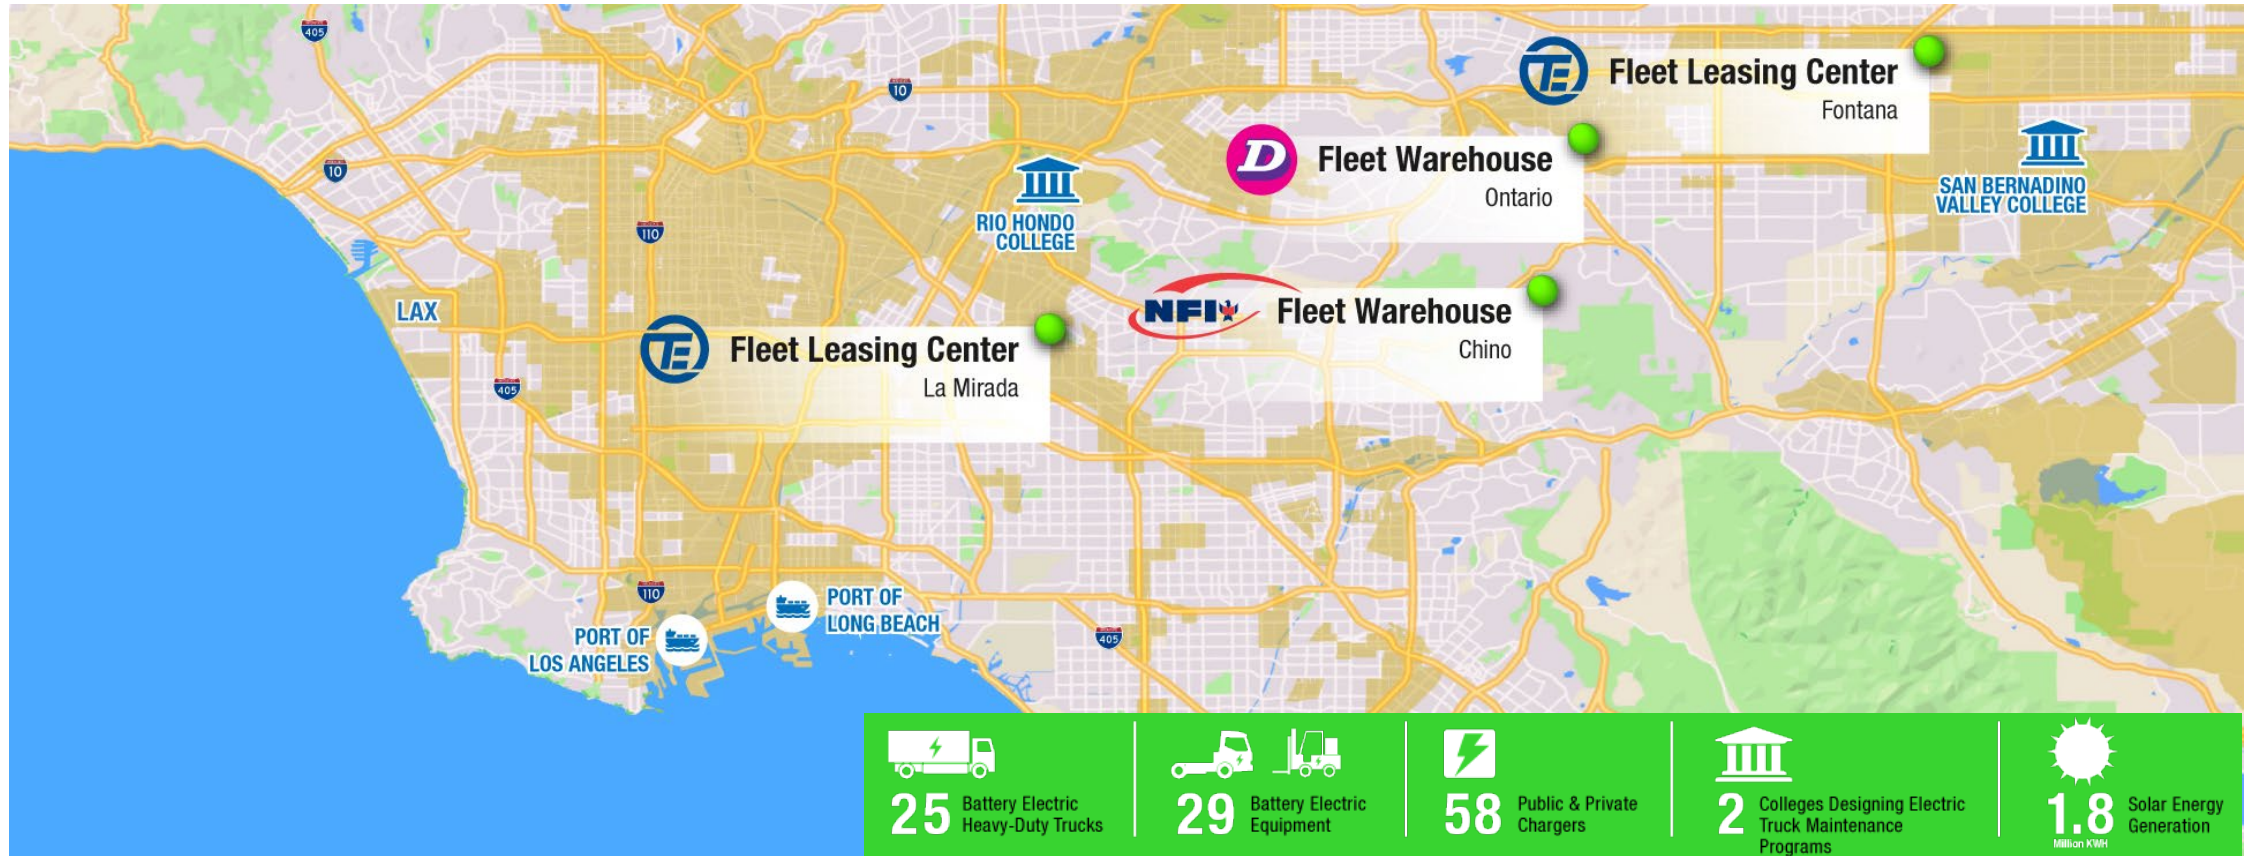 405
10
TE
Fleet Leasing Center
Fontana
D
Fleet Warehouse
Ontario
SAN BERNADINO
VALLEY COLLEGE
10
RIO HONDO
COLLEGE
110
NFI
Fleet Warehouse
Chino
LAX
TE
Fleet Leasing Center
La Mirada
405
110
PORT OF
LONG BEACH
PORT OF
LOS ANGELES
405
25
Battery Electric
Heavy-Duty Trucks
29
Battery Electric
Equipment
58
Public & Private
Chargers
2
Colleges Designing Electric
Truck Maintenance
Programs
1.8
Million KWH
Solar Energy
Generation